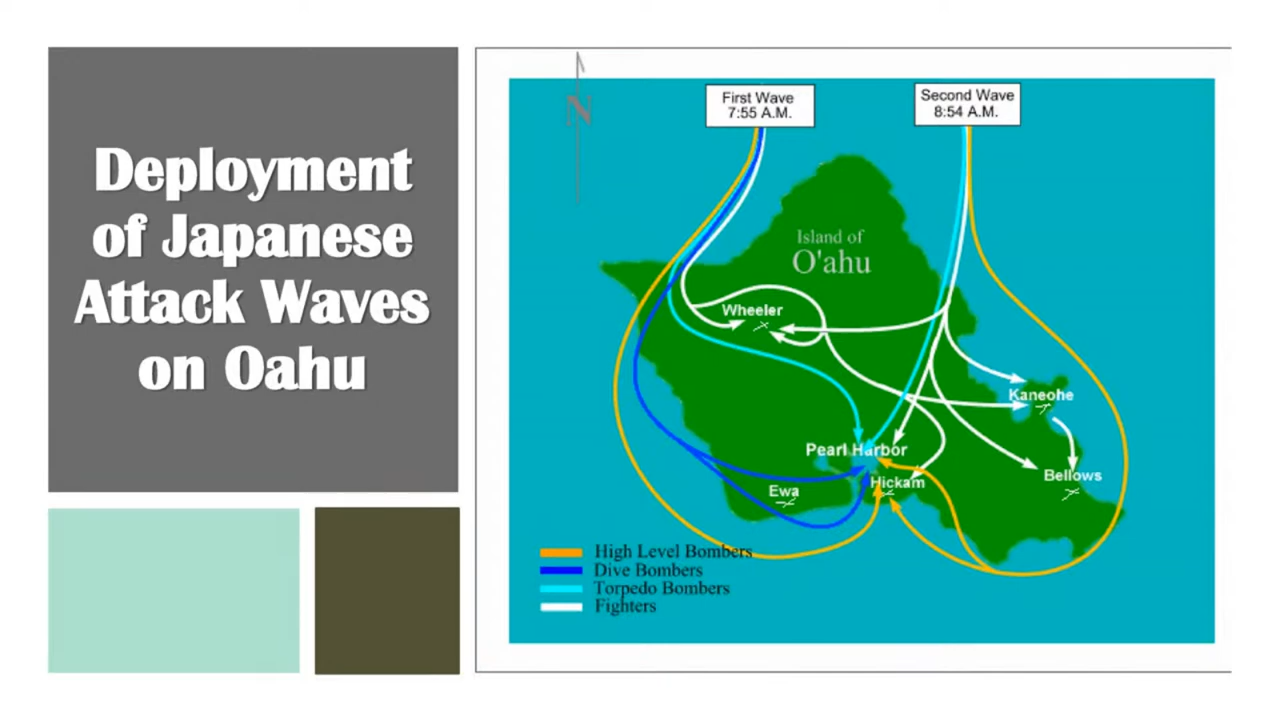 Deployment
of Japanese
Attack Waves
on Oahu
N
First Wave
7:55 A.M.
Second Wave
8:54 A.M.
Island of
O'ahu
Wheeler
Kaneohe
Pearl Harbor
Bellows
Hickam
Ewa
High Level Bombers
Dive Bombers
Torpedo Bombers
Fighters